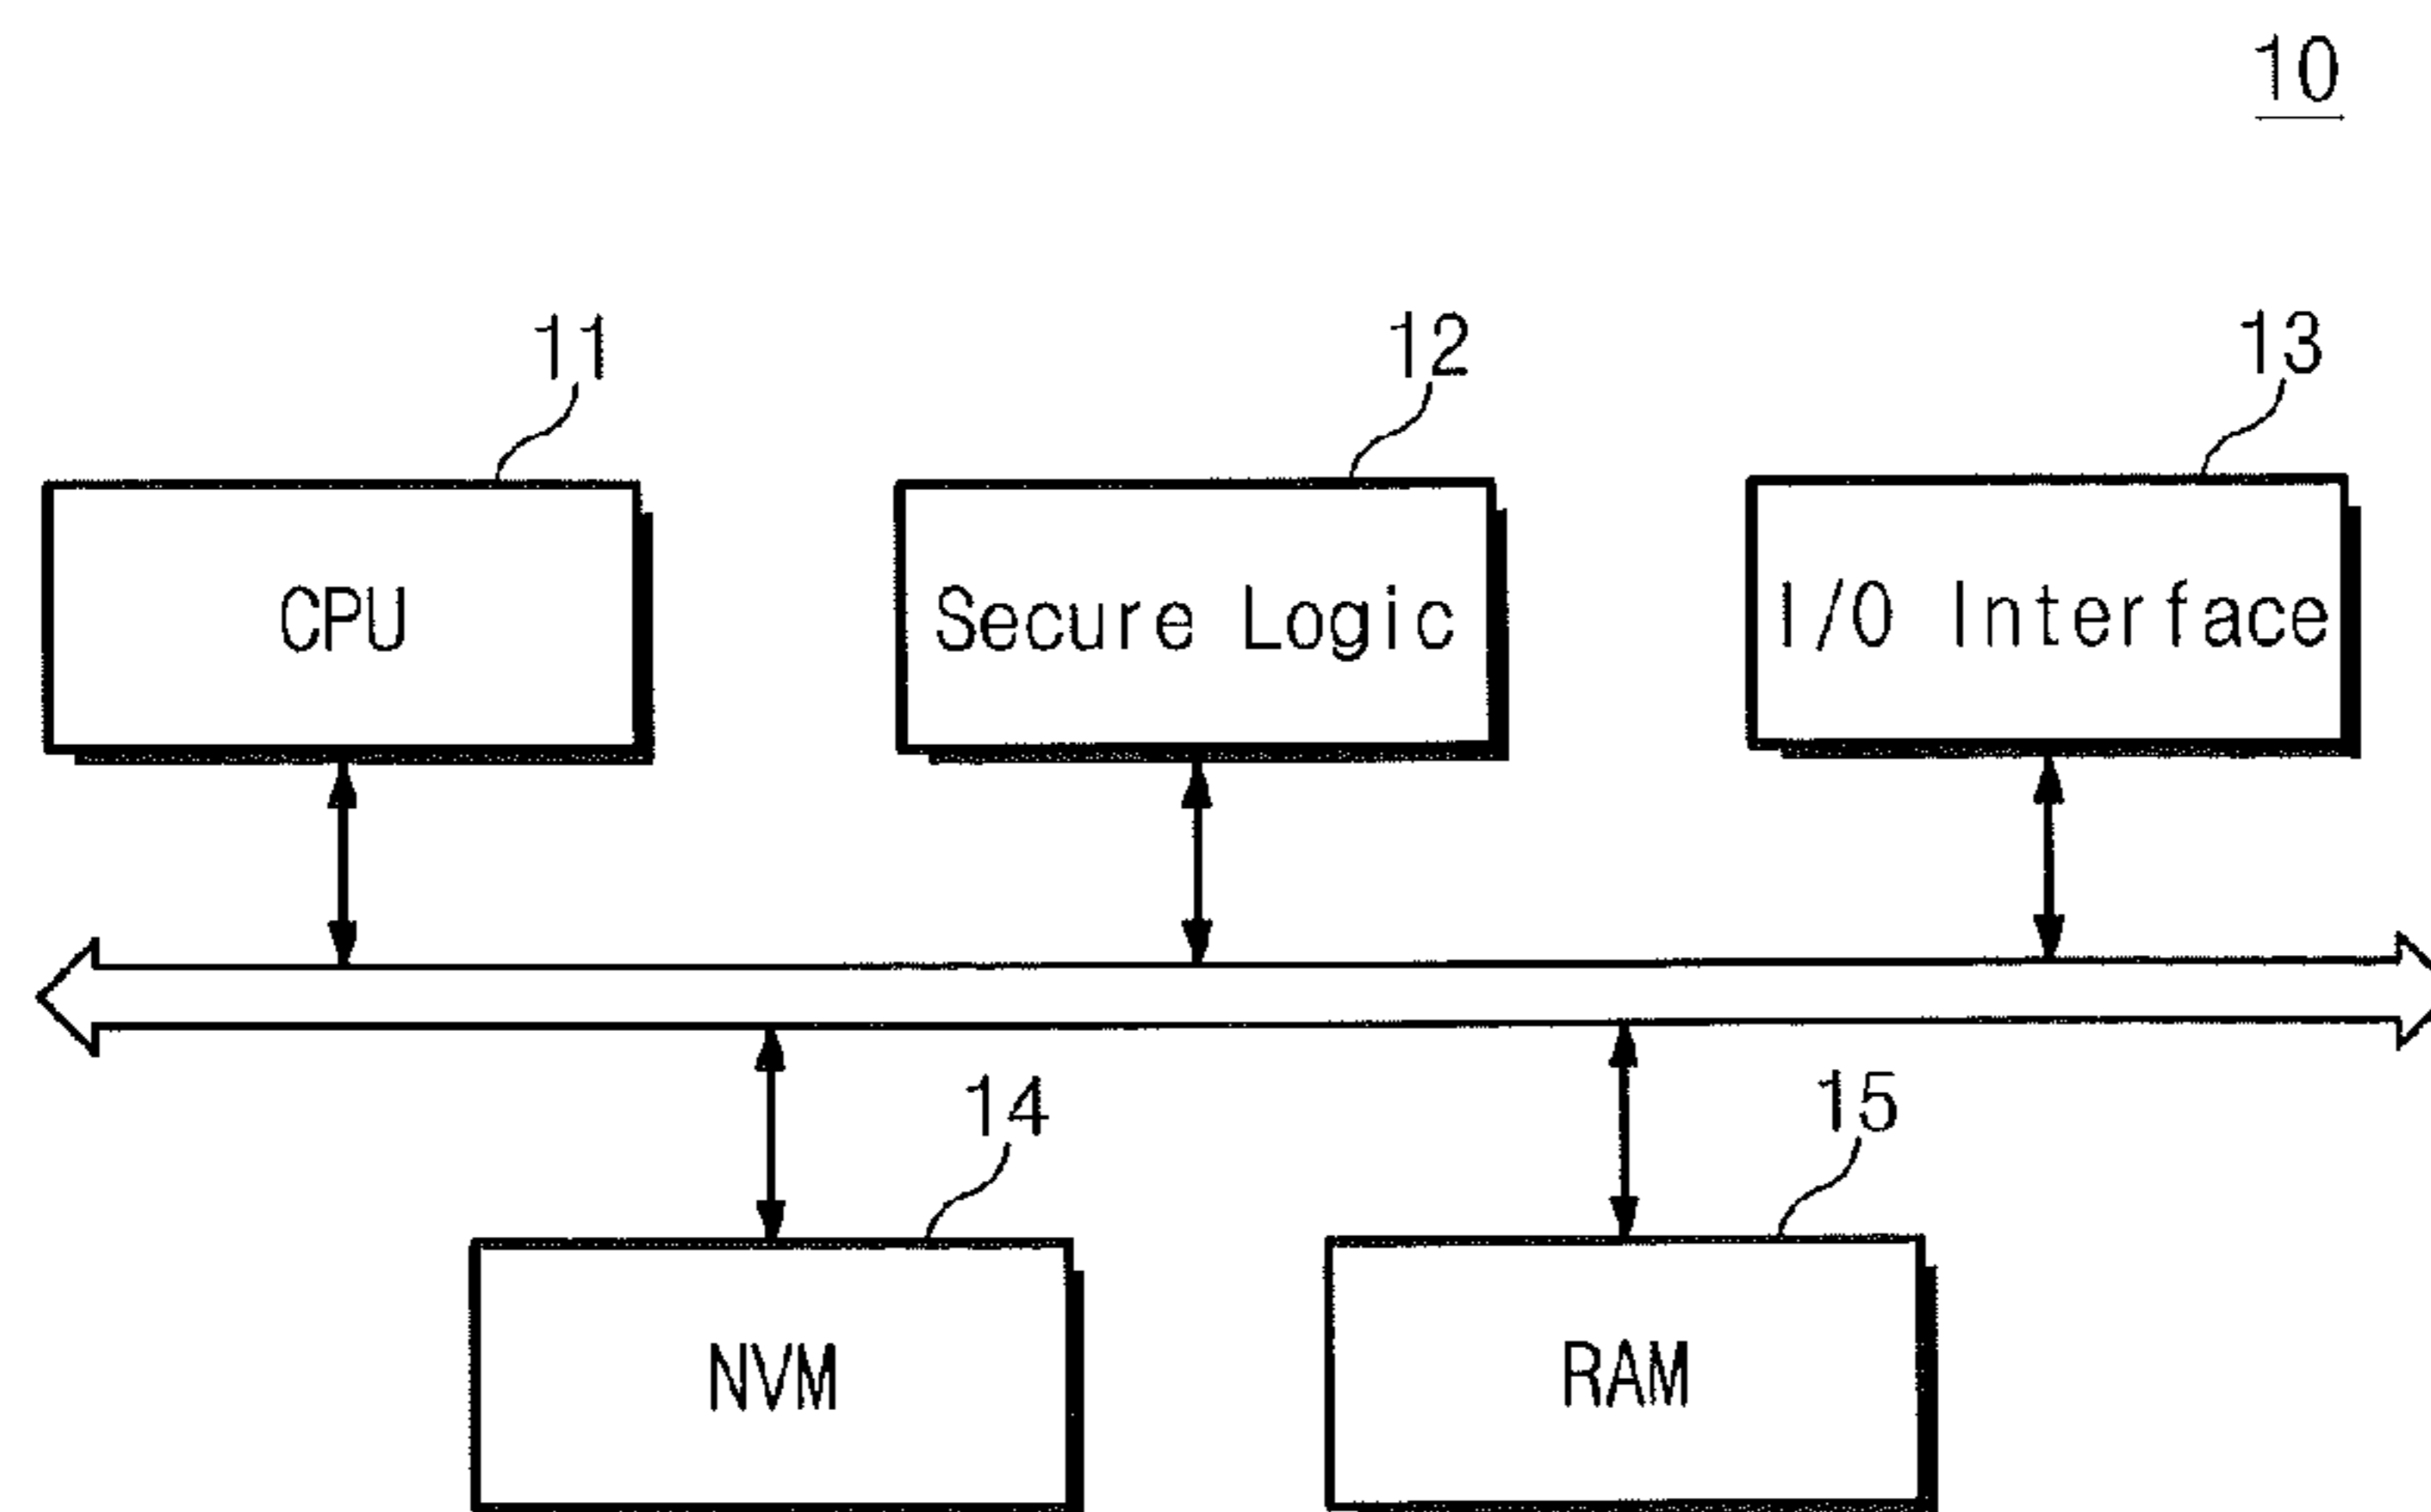 10
11
12
13
CPU
Secure Logic
I/O Interface
14
15
NVM
RAM